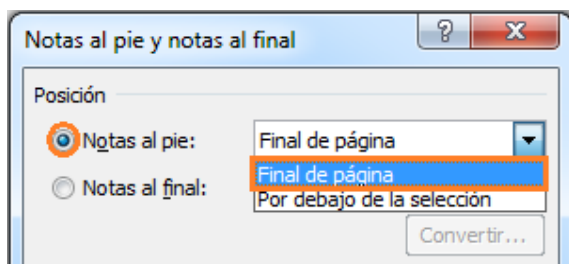 Notas al pie y notas al final
Posición
Notas al pie: Final de página
Final de página
Notas al final: Por debajo de la selección
Convertir...